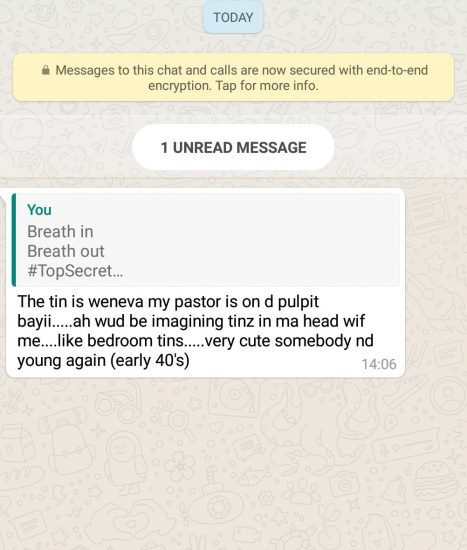 TODAY
Messages to this chat and calls are now secured with end-to-end
encryption. Tap for more info.
1 UNREAD MESSAGE
You
Breath in
Breath out
#TopSecret...
The tin is weneva my pastor is on d pulpit
bayii.....ah wud be imagining tinz in ma head wif
me....like bedroom tins.....very cute somebody nd
young again (early 40's)
14:06